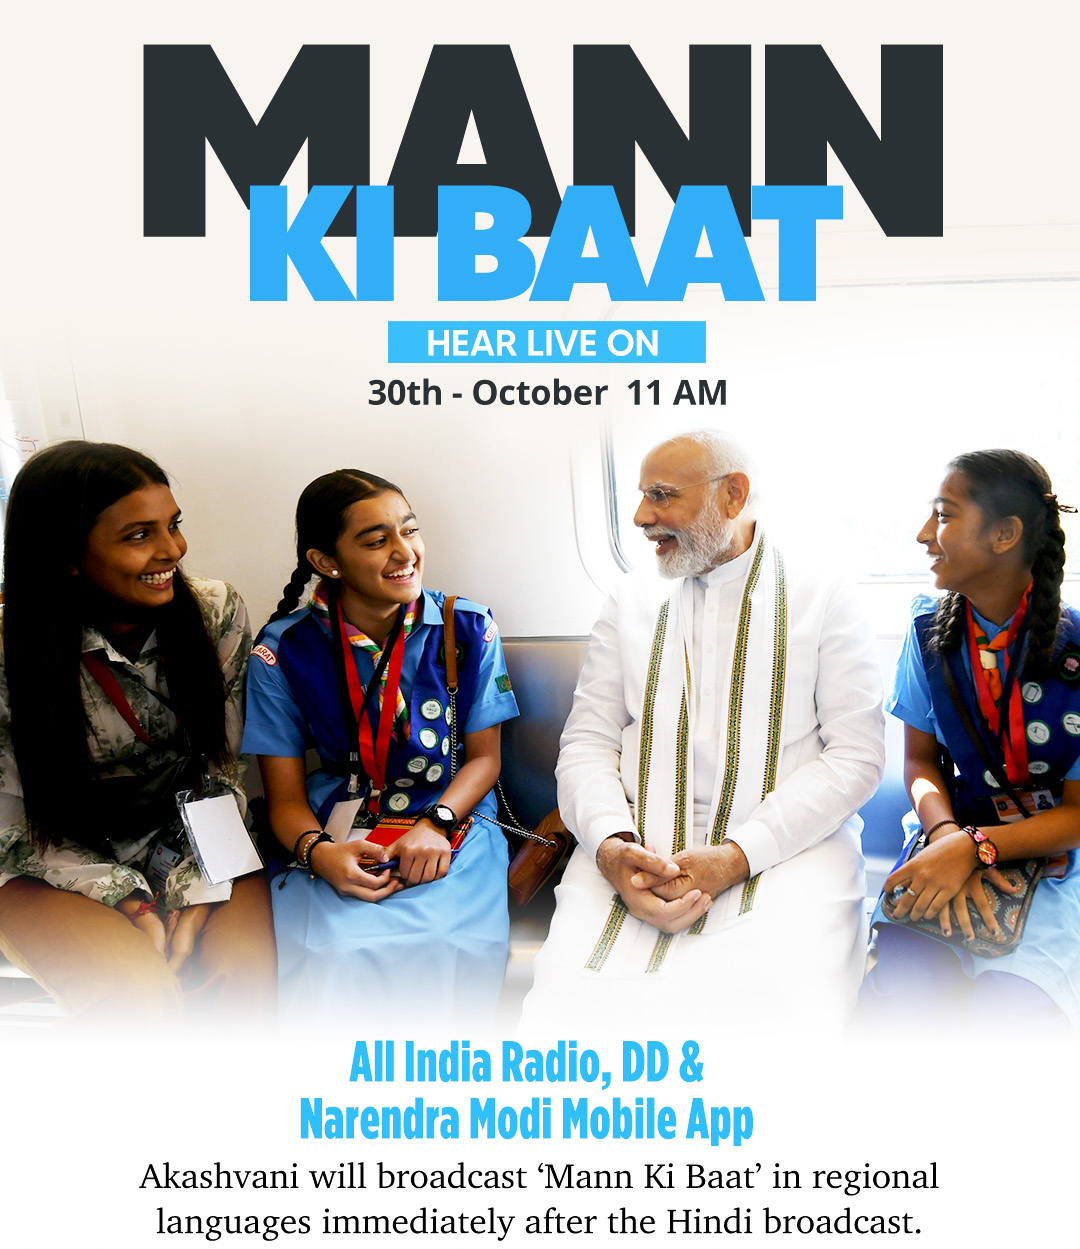 MANN
KI BAAT
HEAR LIVE ON
30th - October 11 AM
All India Radio, DD &
Narendra Modi Mobile App
Akashvani will broadcast ‘Mann Ki Baat’ in regional
languages immediately after the Hindi broadcast.